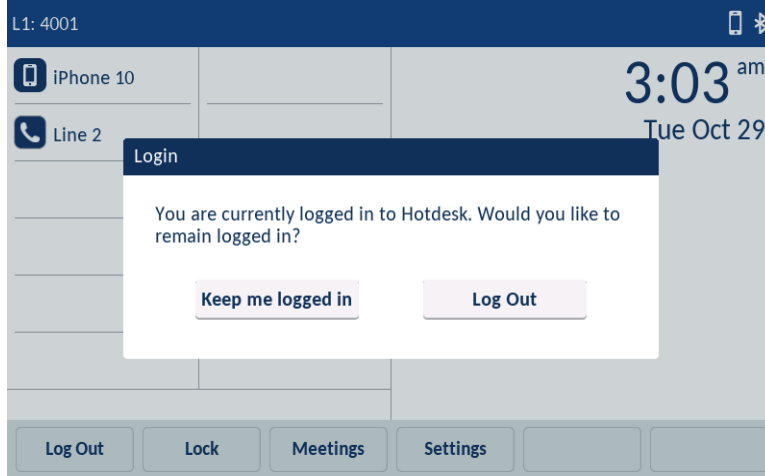 L1: 4001
iPhone 10
Line 2
3:03 am
Tue Oct 29
Login
You are currently logged in to Hotdesk. Would you like to
remain logged in?
Keep me logged in
Log Out
Log Out
Lock
Meetings
Settings